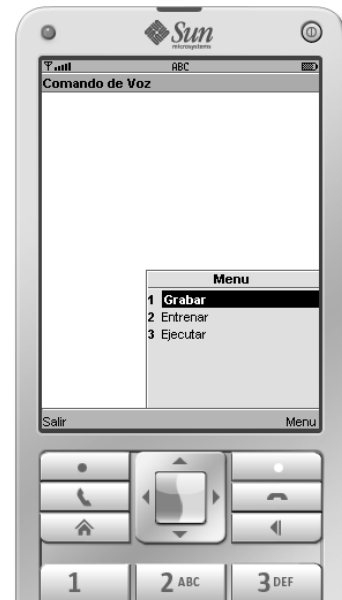 Sun
microsystems
ABC
Comando de Voz
Menu
1 Grabar
2 Entrenar
3 Ejecutar
Salir Menu
1 2 ABC 3 DEF